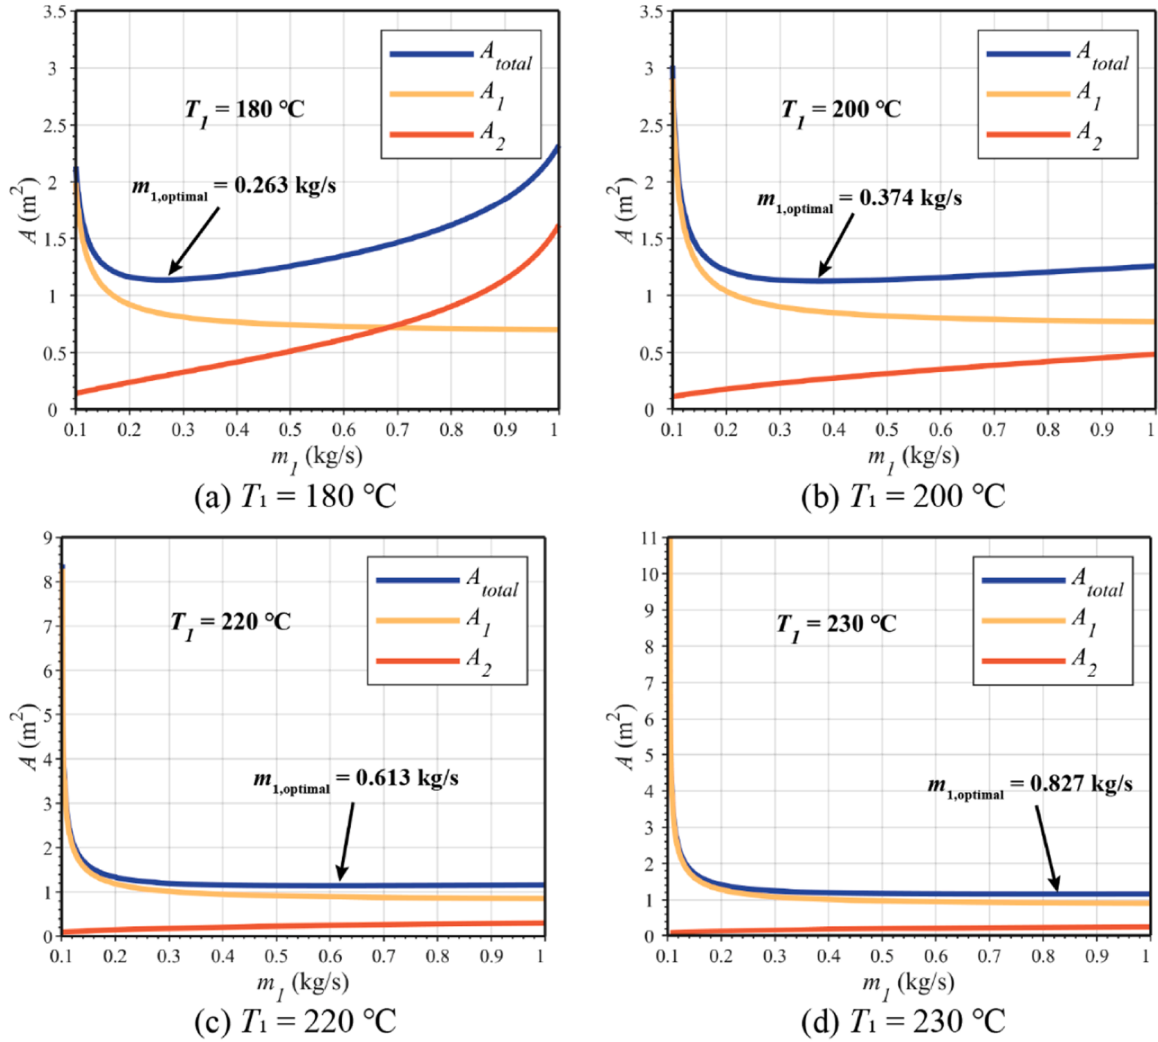 3.5
3
2.5
2
1.5
1
0.5
0
A (m²)
T1 = 180 °C
m1,optimal = 0.263 kg/s
Atotal
A1
A2
0.1 0.2 0.3 0.4 0.5 0.6 0.7 0.8 0.9 1
m1 (kg/s)
(a) T1 = 180 °C
3.5
3
2.5
2
1.5
1
0.5
0
A (m²)
T1 = 200 °C
m1,optimal = 0.374 kg/s
Atotal
A1
A2
0.1 0.2 0.3 0.4 0.5 0.6 0.7 0.8 0.9 1
m1 (kg/s)
(b) T1 = 200 °C
9
8
7
6
5
4
3
2
1
0
A (m²)
T1 = 220 °C
m1,optimal = 0.613 kg/s
Atotal
A1
A2
0.1 0.2 0.3 0.4 0.5 0.6 0.7 0.8 0.9 1
m1 (kg/s)
(c) T1 = 220 °C
11
10
9
8
7
6
5
4
3
2
1
0
A (m²)
T1 = 230 °C
m1,optimal = 0.827 kg/s
Atotal
A1
A2
0.1 0.2 0.3 0.4 0.5 0.6 0.7 0.8 0.9 1
m1 (kg/s)
(d) T1 = 230 °C